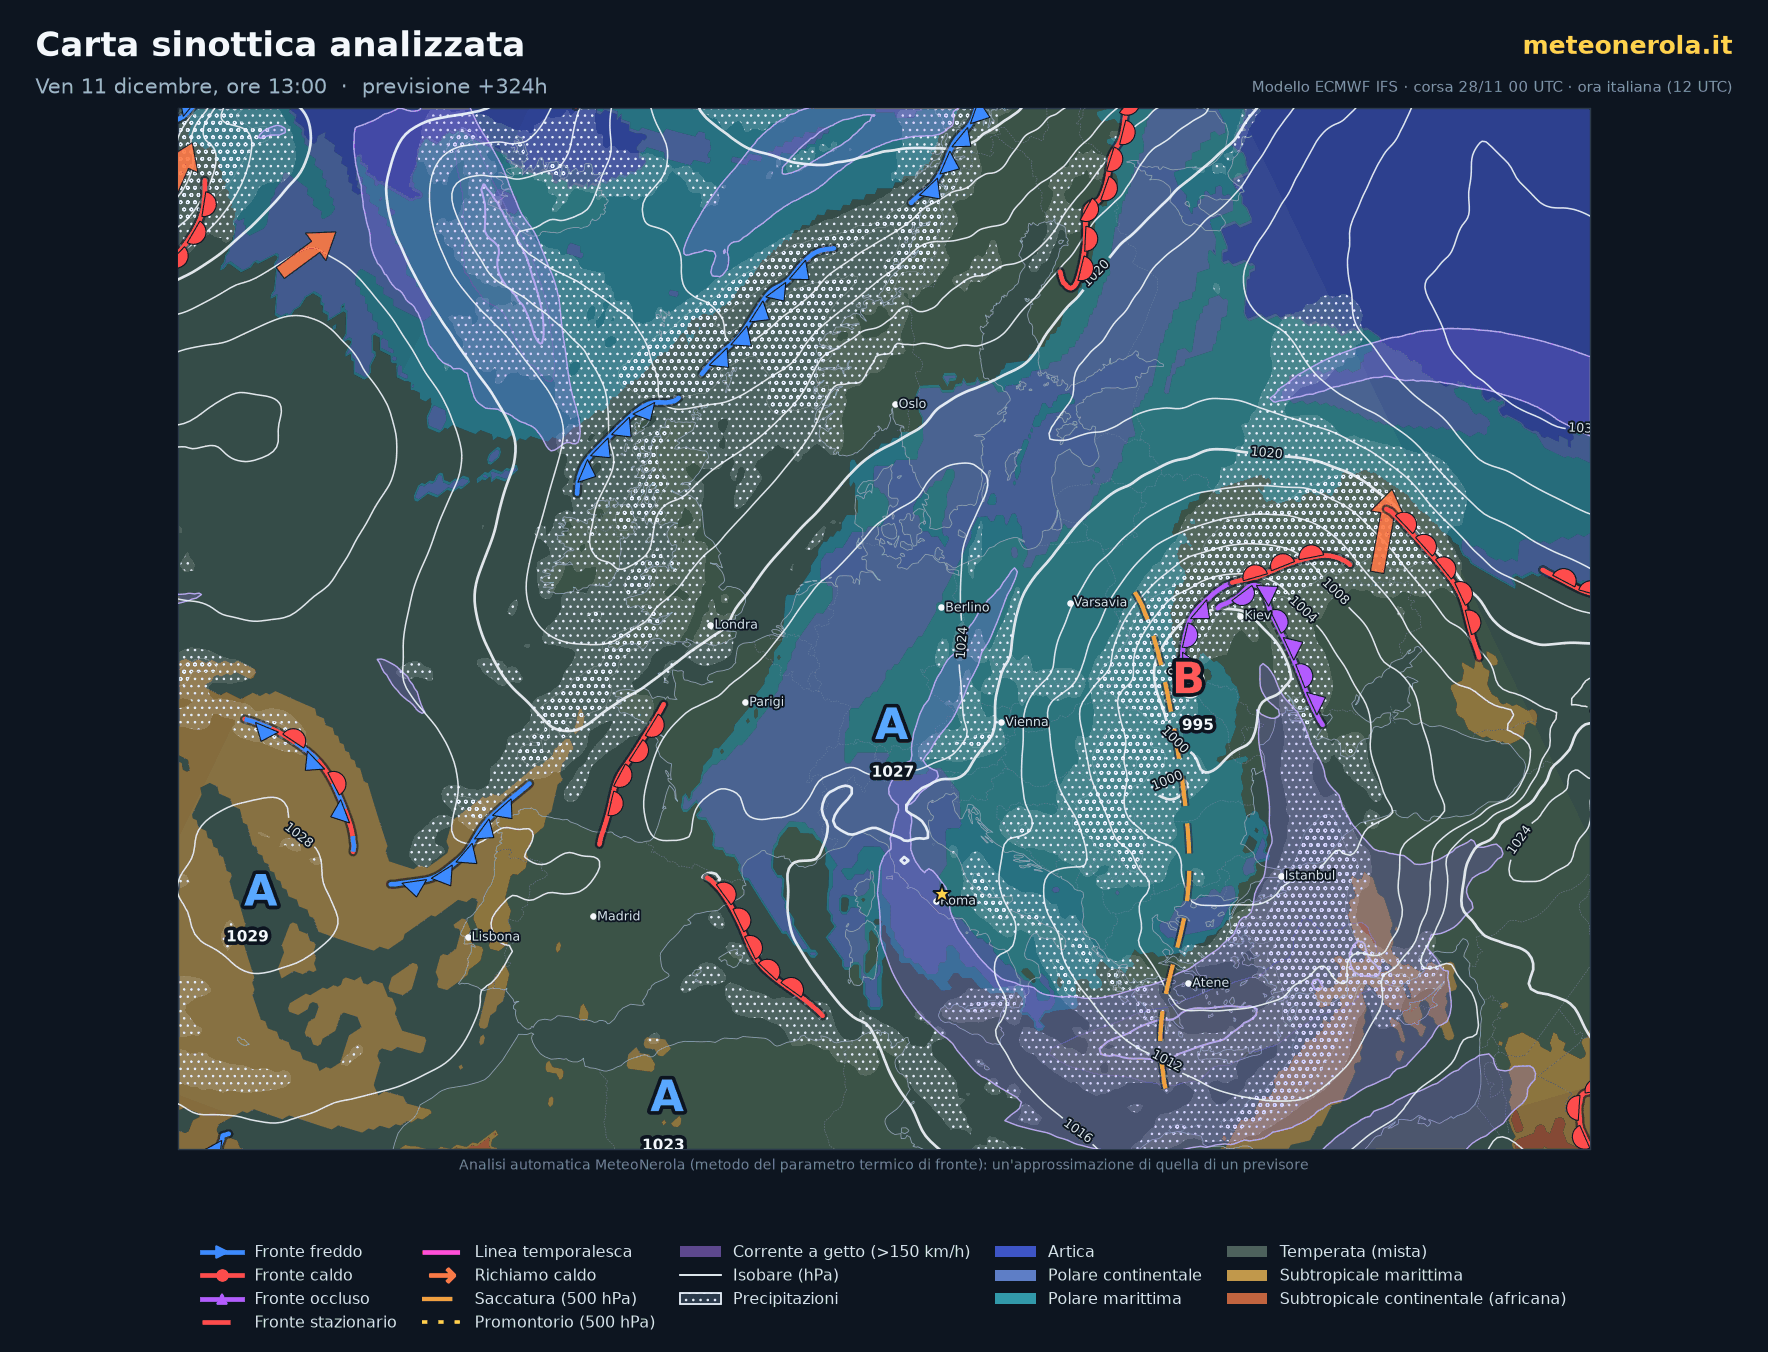 Carta sinottica analizzata
meteonerola.it
Ven 11 dicembre, ore 13:00 · previsione +324h
Modello ECMWF IFS · corsa 28/11 00 UTC · ora italiana (12 UTC)
1020
Oslo
103
1020
1008
Berlino
Varsavia
1004
Kiev
Londra
1024
B
Parigi
A
Vienna
995
1000
1027
1000
1028
1024
A
Istanbul
Roma
Madrid
1029
Lisbona
Atene
1012
A
1016
1023
Analisi automatica MeteoNerola (metodo del parametro termico di fronte): un'approssimazione di quella di un previsore
Fronte freddo
Linea temporalesca
Corrente a getto (>150 km/h)
Artica
Temperata (mista)
Fronte caldo
Richiamo caldo
Isobare (hPa)
Polare continentale
Subtropicale marittima
Fronte occluso
Saccatura (500 hPa)
Precipitazioni
Polare marittima
Subtropicale continentale (africana)
Fronte stazionario
Promontorio (500 hPa)